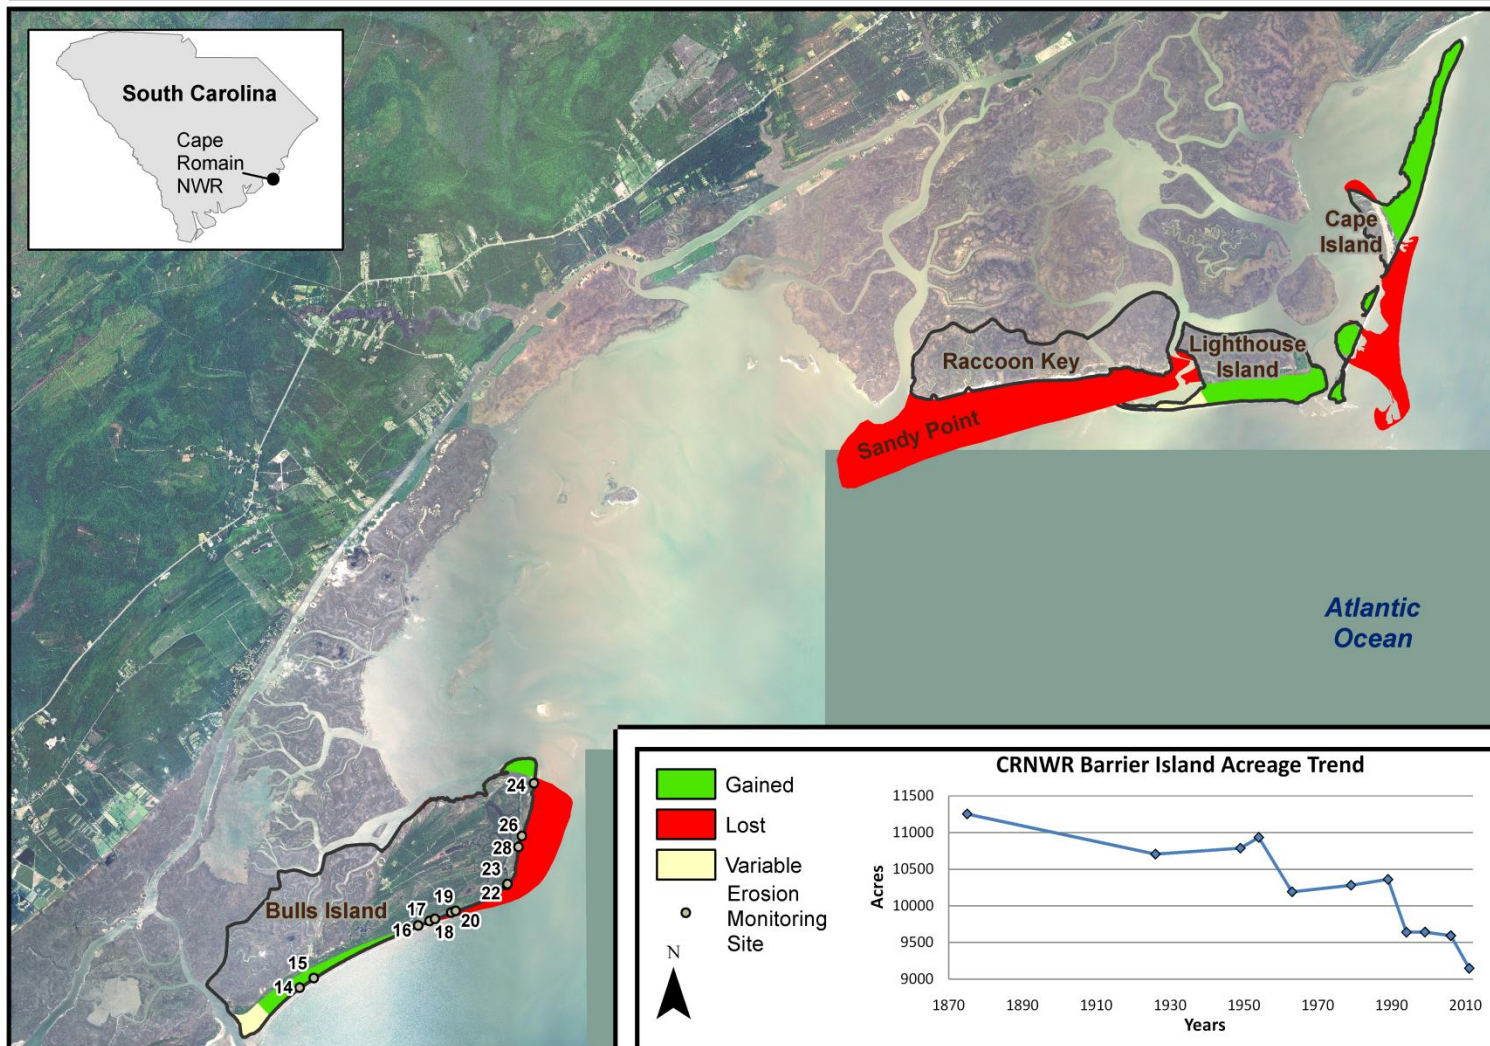 South Carolina
Cape
Romain
NWR
Cape
Island
Raccoon Key
Lighthouse
Island
Sandy Point
Atlantic
Ocean
Bulls Island
24
26
28
23
22
19
20
17
18
16
15
14
Gained
Lost
Variable
Erosion
Monitoring
Site
N
CRNWR Barrier Island Acreage Trend
11500
11000
10500
10000
9500
9000
Acres
1870 1890 1910 1930 1950 1970 1990 2010
Years